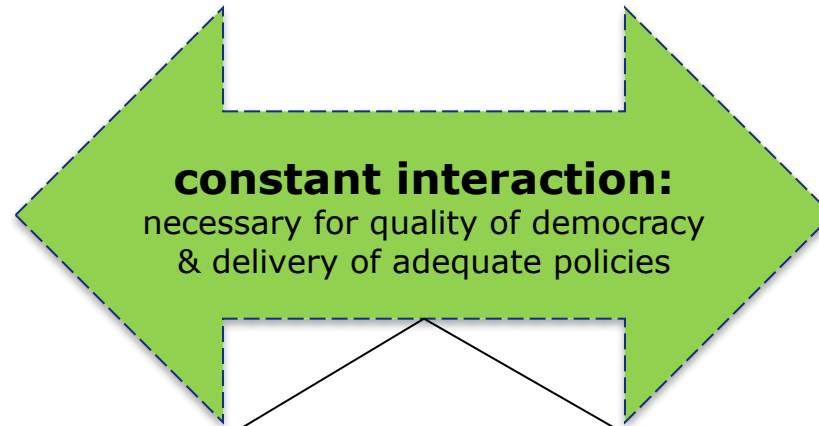 constant interaction:
necessary for quality of democracy
& delivery of adequate policies